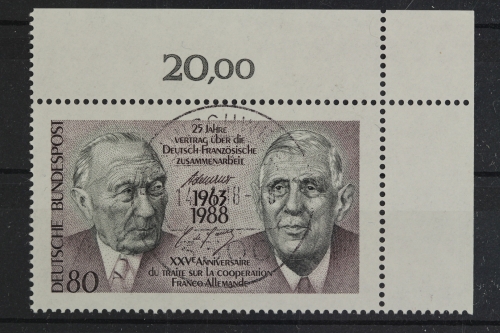 20,00
DEUTSCHE BUNDESPOST
80
25 JAHRE
VERTRAG ÜBER DIE
DEUTSCH-FRANZÖSISCHE
ZUSAMMENARBEIT
1963
1988
XXVE ANNIVERSAIRE
DU TRAITÉ SUR LA COOPERATION
FRANCO-ALLEMANDE